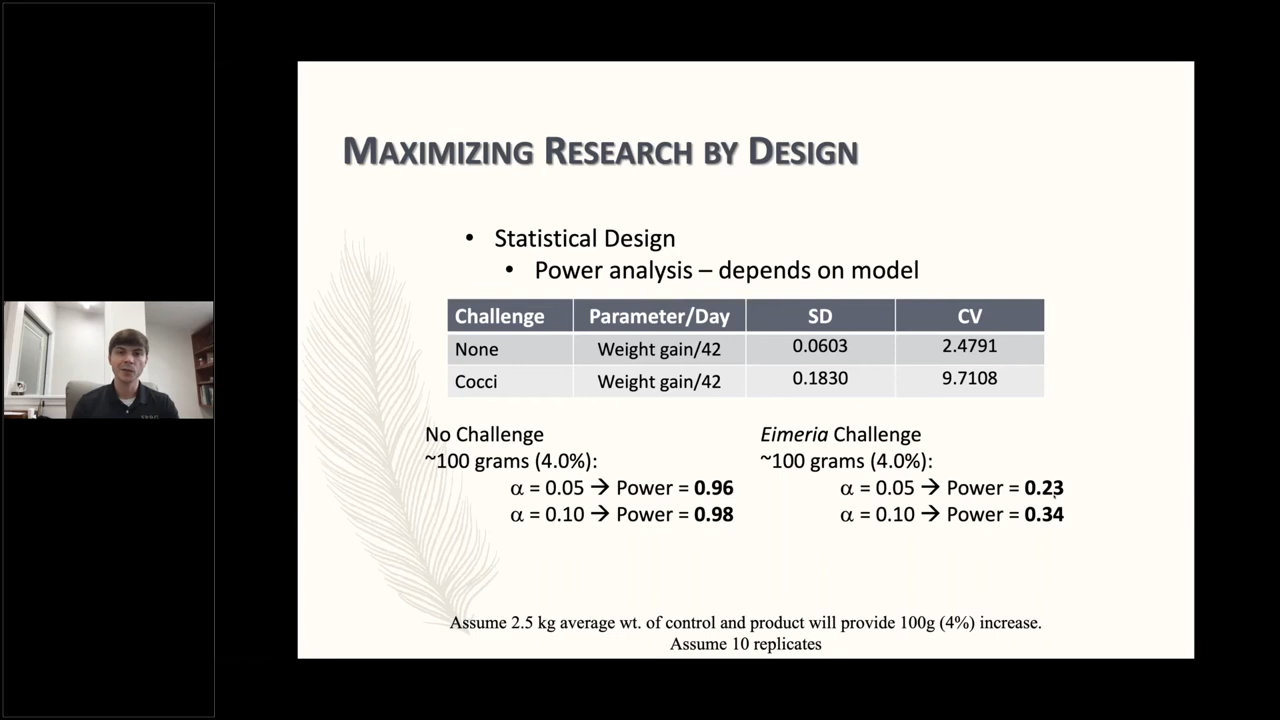 MAXIMIZING RESEARCH BY DESIGN
• Statistical Design
• Power analysis – depends on model
Challenge Parameter/Day SD CV
None Weight gain/42 0.0603 2.4791
Cocci Weight gain/42 0.1830 9.7108
No Challenge
~100 grams (4.0%):
α = 0.05 → Power = 0.96
α = 0.10 → Power = 0.98
Eimeria Challenge
~100 grams (4.0%):
α = 0.05 → Power = 0.23
α = 0.10 → Power = 0.34
Assume 2.5 kg average wt. of control and product will provide 100g (4%) increase.
Assume 10 replicates